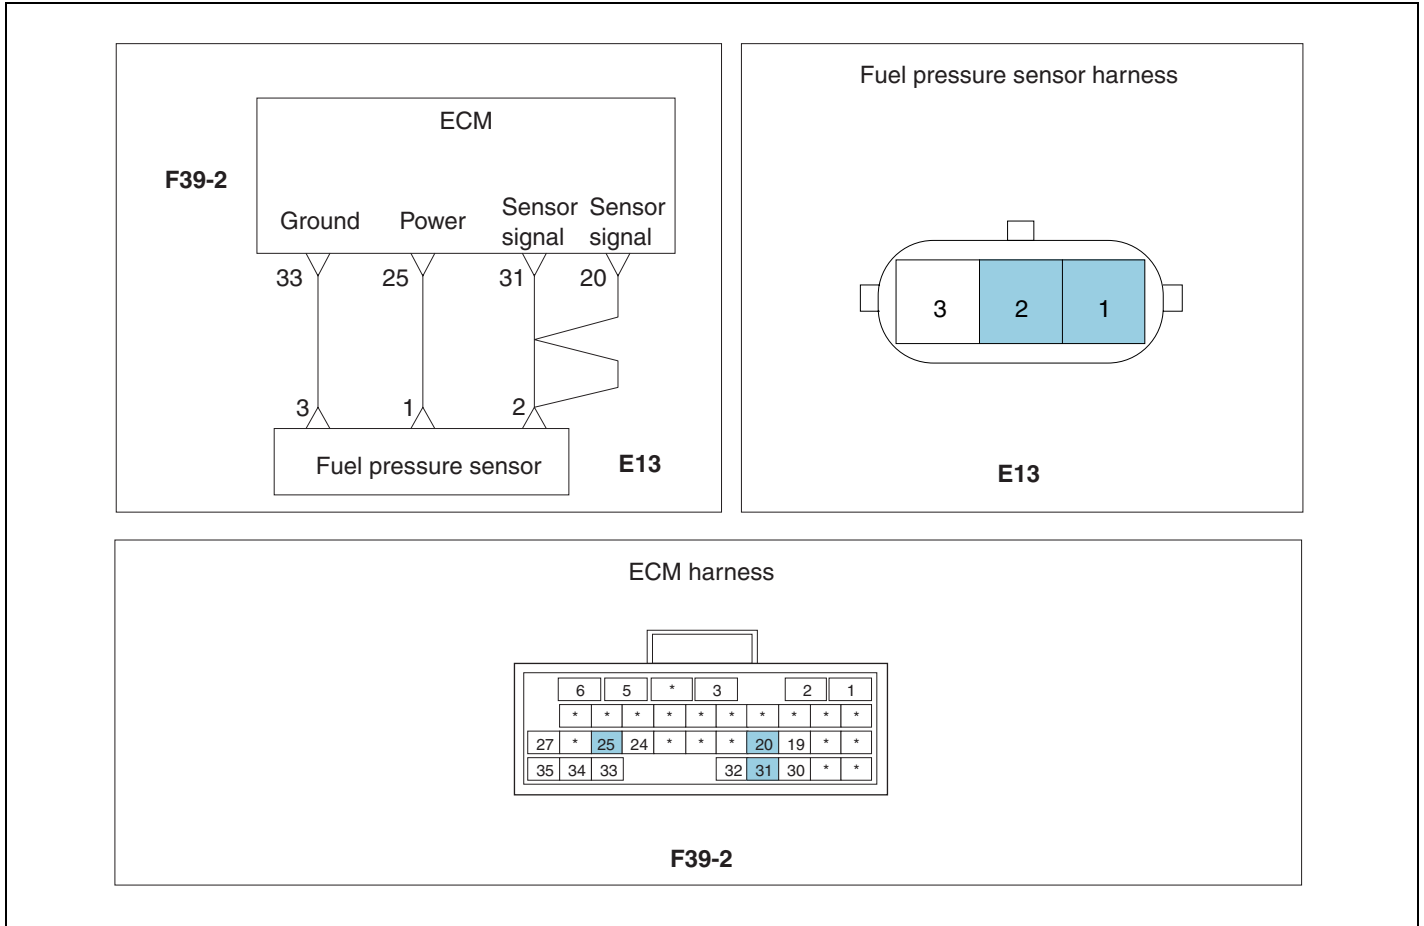 ECM
F39-2
Ground Power Sensor signal Sensor signal
33 25 31 20
3 1 2
Fuel pressure sensor
E13
Fuel pressure sensor harness
3 2 1
E13
ECM harness
6 5 * 3 2 1
* * * * * * * * * *
27 * 25 24 * * * 20 19 * *
35 34 33 32 31 30 * *
F39-2